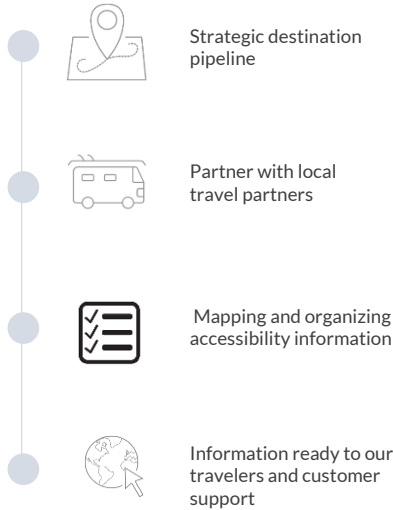 Strategic destination
pipeline
Partner with local
travel partners
Mapping and organizing
accessibility information
Information ready to our
travelers and customer
support